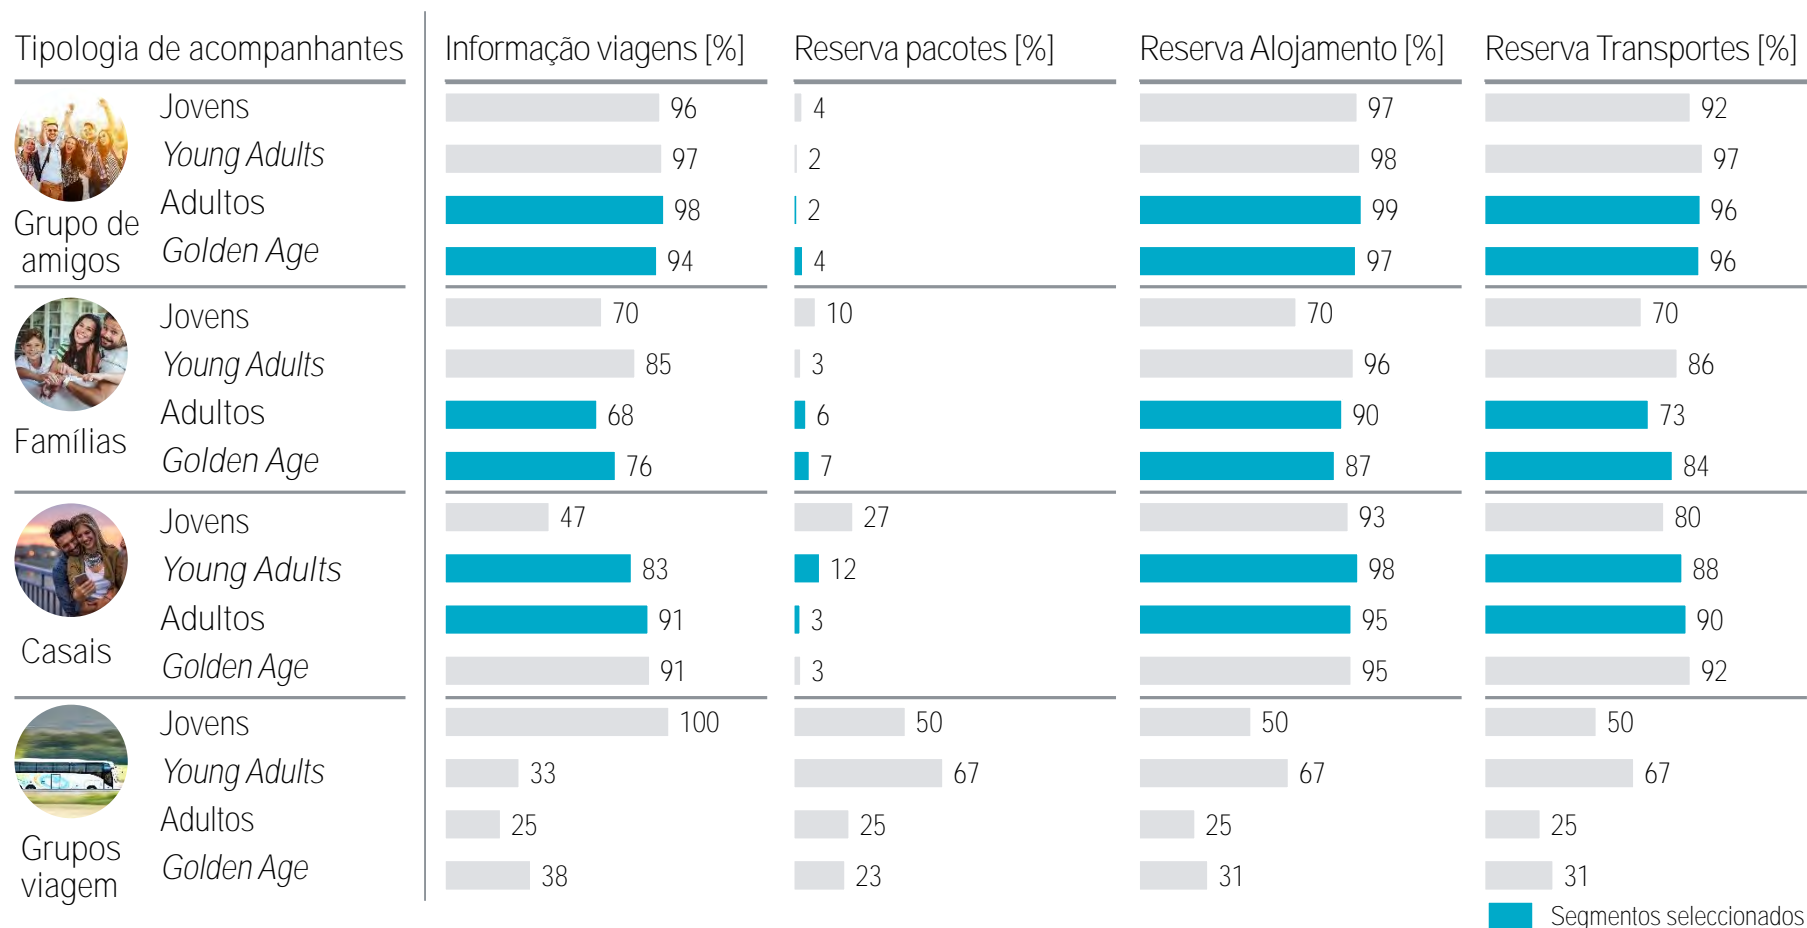 Tipologia de acompanhantes Informação viagens [%] Reserva pacotes [%] Reserva Alojamento [%] Reserva Transportes [%]
Grupo de amigos
Jovens 96 4 97 92
Young Adults 97 2 98 97
Adultos 98 2 99 96
Golden Age 94 4 97 96
Famílias
Jovens 70 10 70 70
Young Adults 85 3 96 86
Adultos 68 6 90 73
Golden Age 76 7 87 84
Casais
Jovens 47 27 93 80
Young Adults 83 12 98 88
Adultos 91 3 95 90
Golden Age 91 3 95 92
Grupos viagem
Jovens 100 50 50 50
Young Adults 33 67 67 67
Adultos 25 25 25 25
Golden Age 38 23 31 31
Segmentos seleccionados